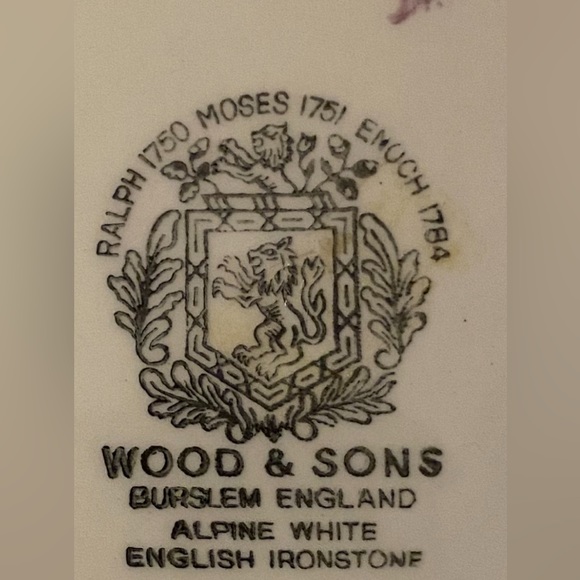 RALPH 1750 MOSES 1751 ENOCH 1784
WOOD & SONS
BURSLEM ENGLAND
ALPINE WHITE
ENGLISH IRONSTONE